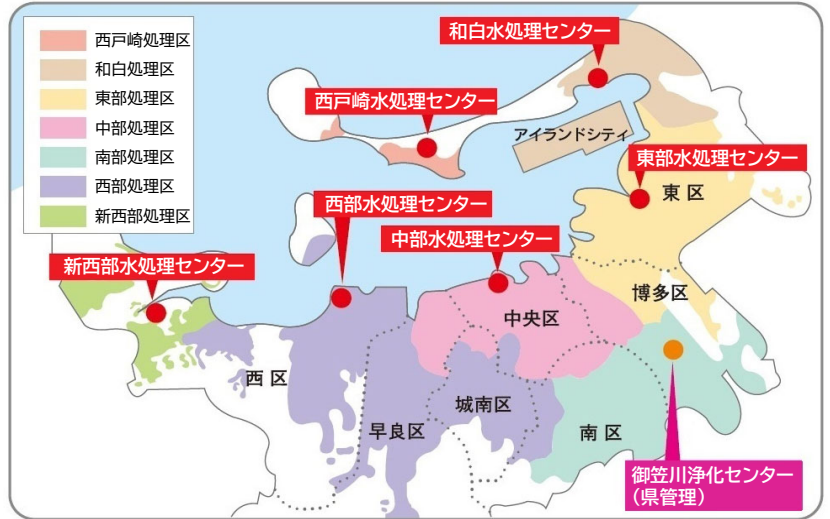 西戸崎処理区
和白処理区
東部処理区
中部処理区
南部処理区
西部処理区
新西部処理区
和白水処理センター
西戸崎水処理センター
アイランドシティ
東部水処理センター
東区
西部水処理センター
中部水処理センター
新西部水処理センター
博多区
中央区
西区
城南区
早良区
南区
御笠川浄化センター
(県管理)